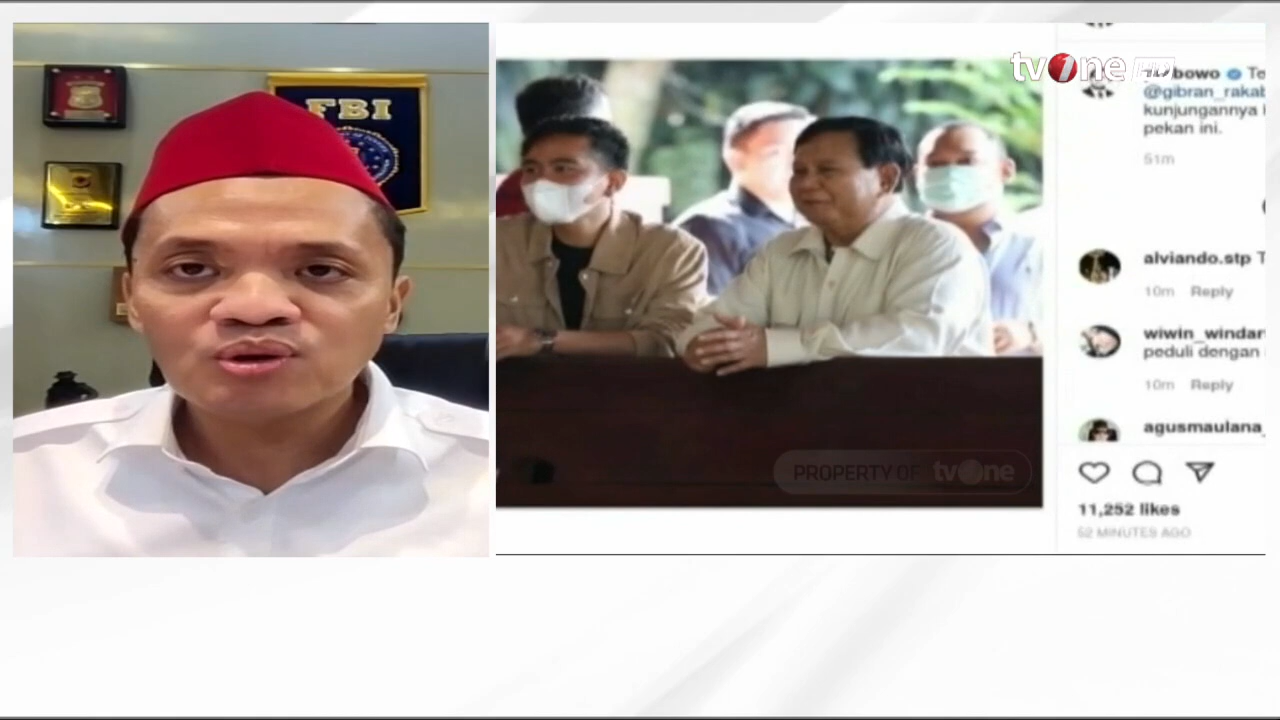 FBI
tvOne
bowo Te
@gibran_rakab
kunjungannya
pekan ini.
51m
alviando.stp T
10m Reply
wiwin_windar
peduli dengan
10m Reply
agusmaulana_
PROPERTY OF tvOne
11,252 likes
52 MINUTES AGO